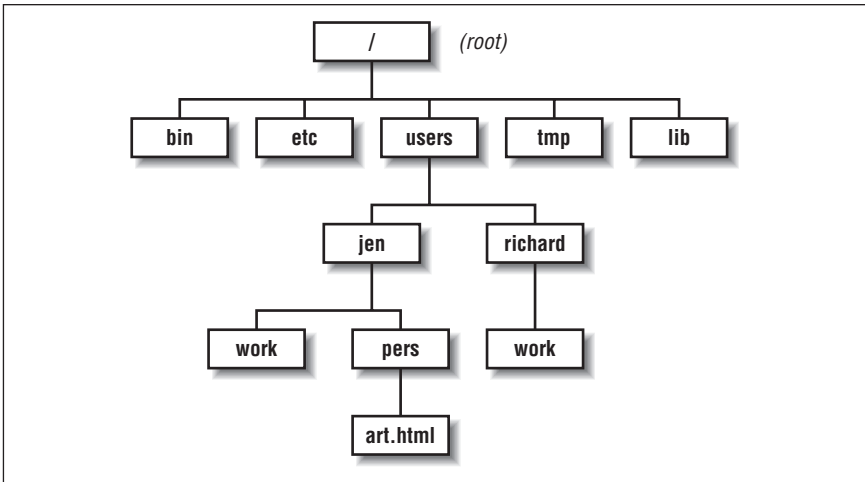 / (root)
bin etc users tmp lib
jen richard
work pers work
art.html